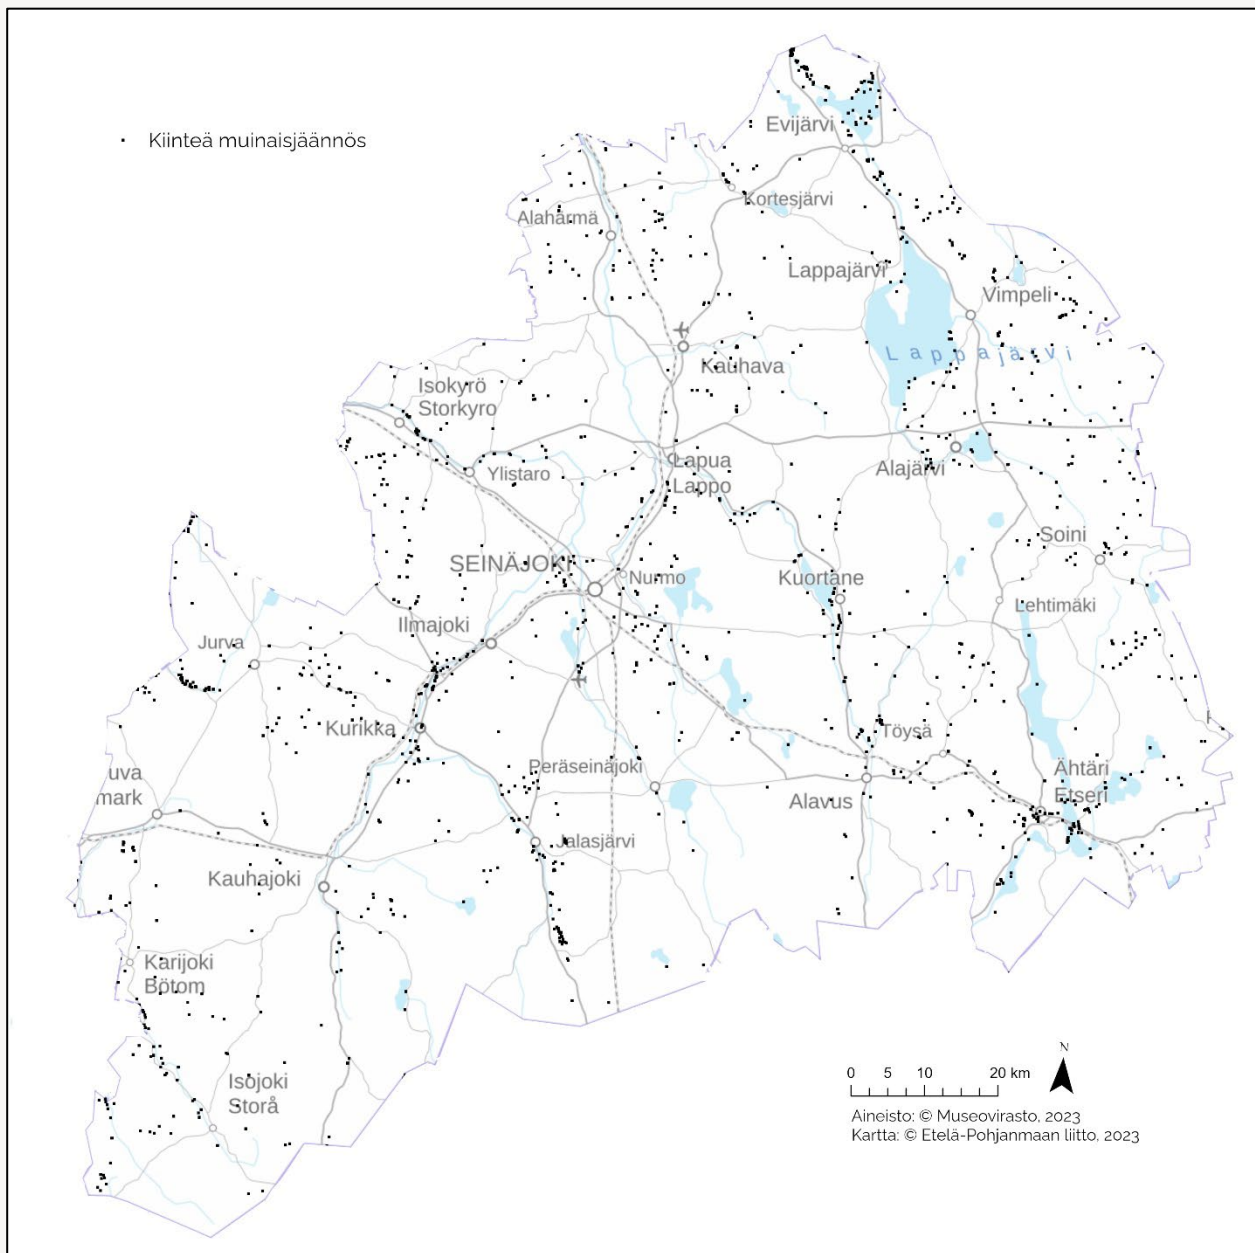 Kiinteä muinaisjäännös
Evijärvi
Kortesjärvi
Alahärmä
Lappajärvi
Vimpeli
Lappajärvi
Kauhava
Isokyrö
Storkyro
Lapua
Lappo
Alajärvi
Ylistaro
Soini
SEINÄJOKI
Nurmo
Kuortane
Lehtimäki
Ilmajoki
Jurva
Kurikka
Töysä
Peräseinäjoki
Ähtäri
Etseri
uva
mark
Alavus
Jalasjärvi
Kauhajoki
Karijoki
Bötom
Isojoki
Storå
N
0 5 10 20 km
Aineisto: © Museovirasto, 2023
Kartta: © Etelä-Pohjanmaan liitto. 2023